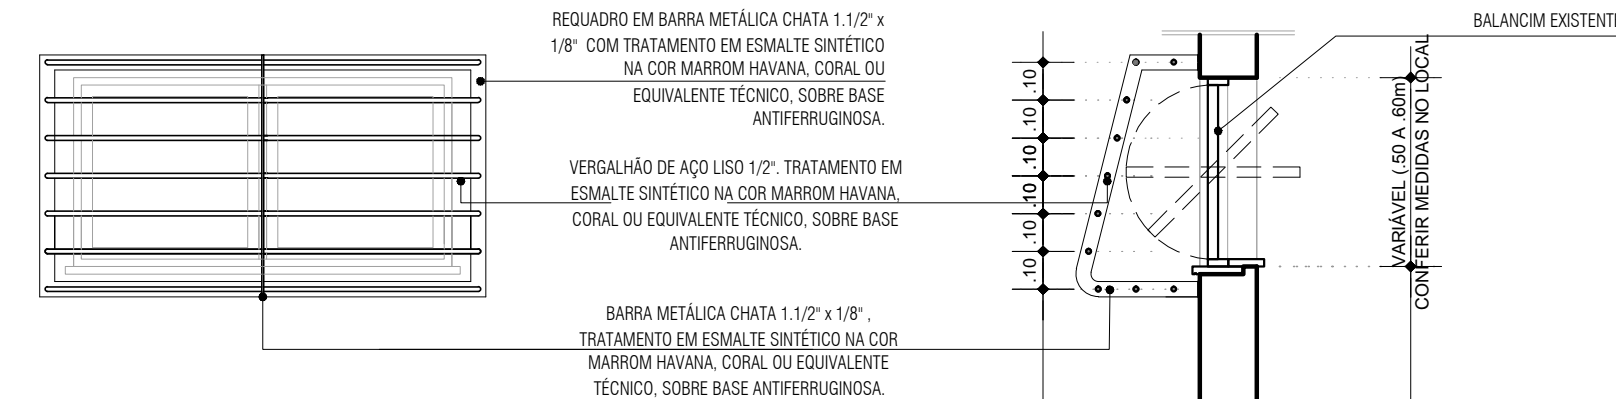 REQUADRO EM BARRA METÁLICA CHATA 1.1/2" x
1/8" COM TRATAMENTO EM ESMALTE SINTÉTICO
NA COR MARROM HAVANA, CORAL OU
EQUIVALENTE TÉCNICO, SOBRE BASE
ANTIFERRUGINOSA.
VERGALHÃO DE AÇO LISO 1/2". TRATAMENTO EM
ESMALTE SINTÉTICO NA COR MARROM HAVANA,
CORAL OU EQUIVALENTE TÉCNICO, SOBRE BASE
ANTIFERRUGINOSA.
BARRA METÁLICA CHATA 1.1/2" x 1/8" ,
TRATAMENTO EM ESMALTE SINTÉTICO NA COR
MARROM HAVANA, CORAL OU EQUIVALENTE
TÉCNICO, SOBRE BASE ANTIFERRUGINOSA.
.10
.10
.10
.10
.10
.10
BALANCIM EXISTENTE
VARIÁVEL (.50 A .60m)
CONFERIR MEDIDAS NO LOCAL